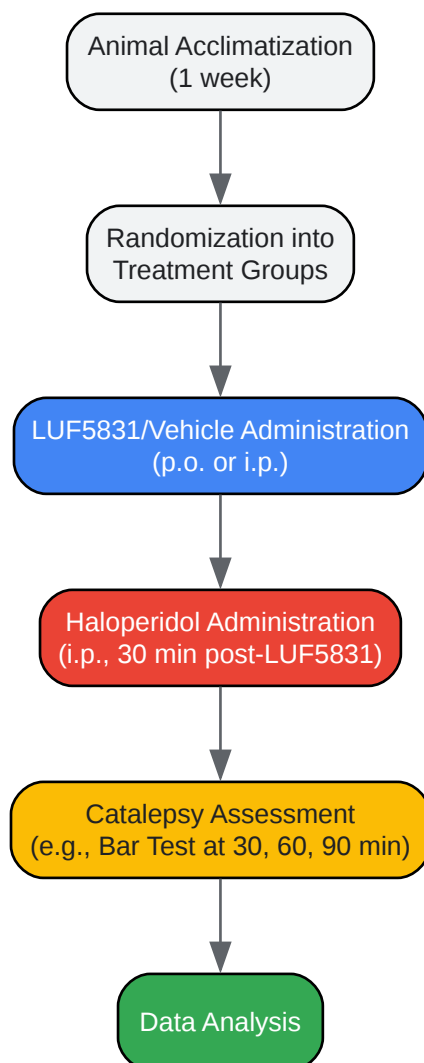 Animal Acclimatization
(1 week)
Randomization into
Treatment Groups
LUF5831/Vehicle Administration
(p.o. or i.p.)
Haloperidol Administration
(i.p., 30 min post-LUF5831)
Catalepsy Assessment
(e.g., Bar Test at 30, 60, 90 min)
Data Analysis